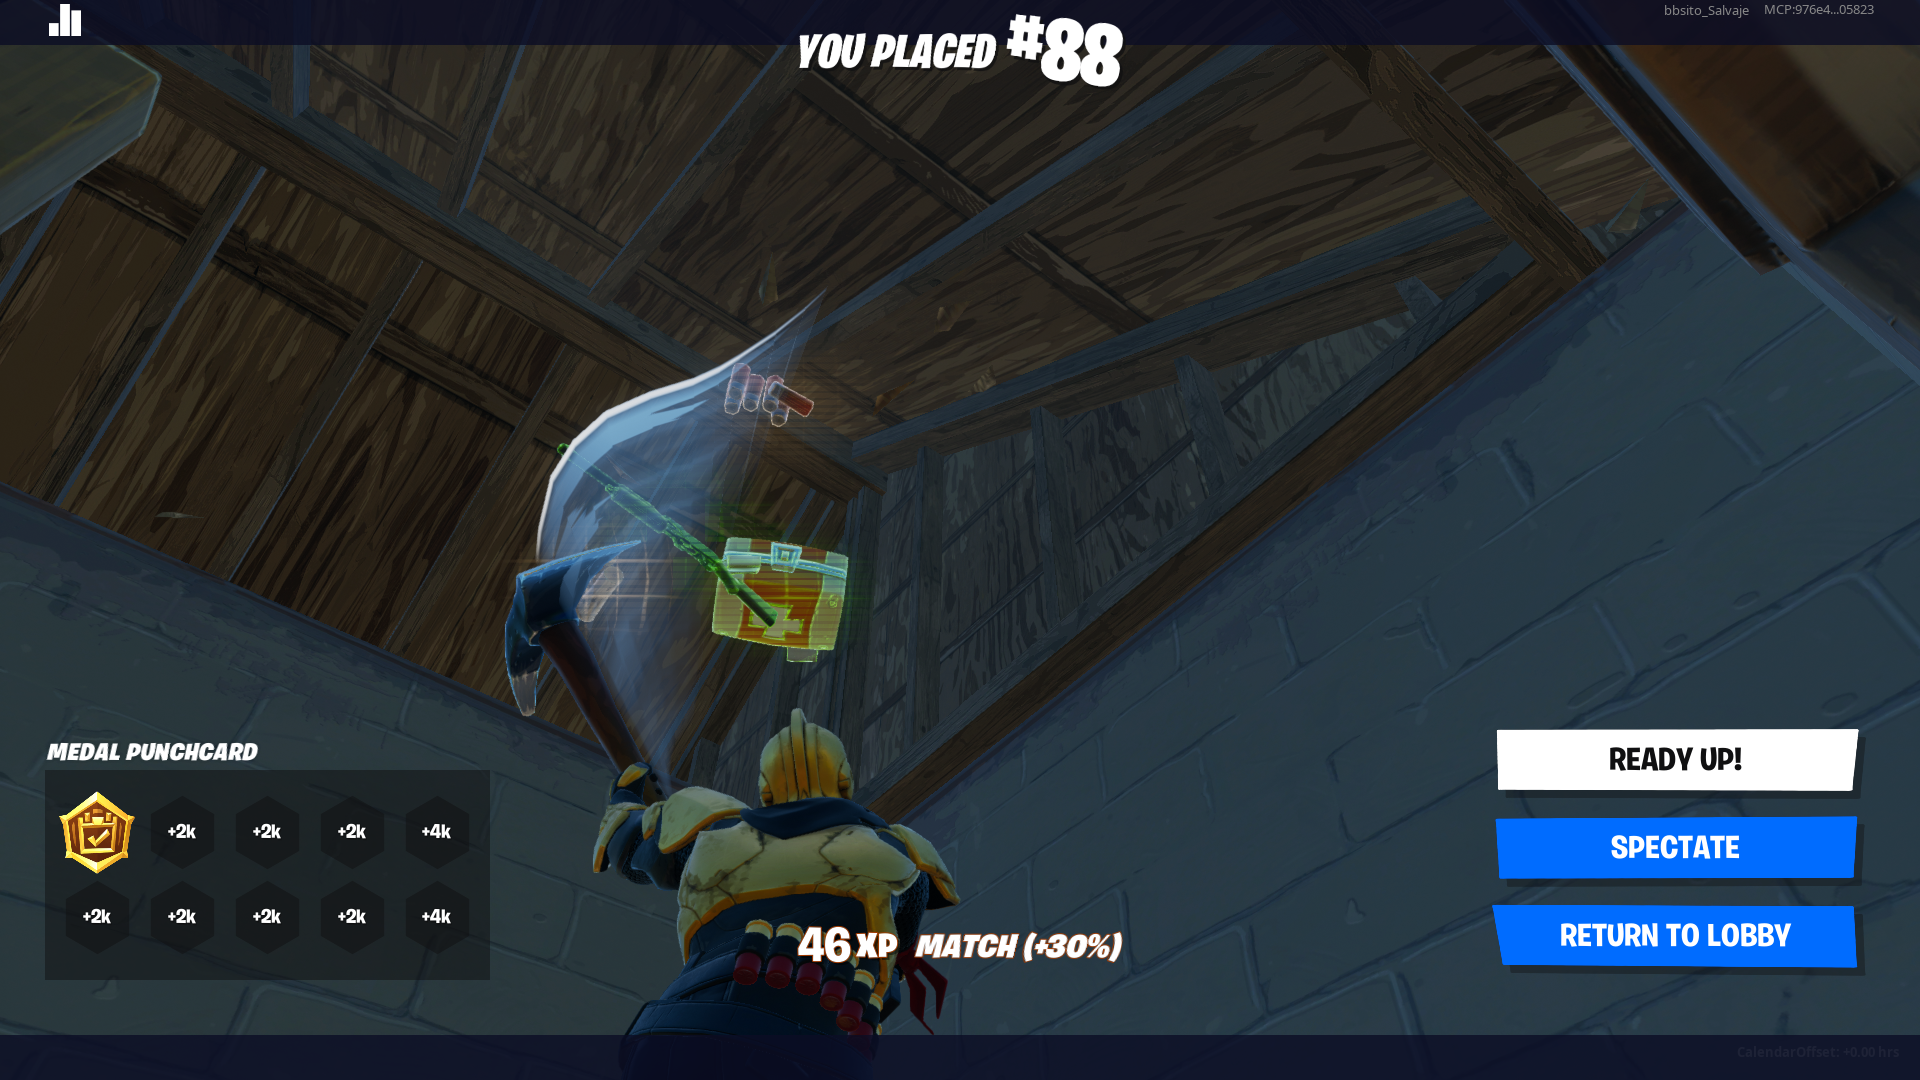 bbsito_Salvaje MCP:976e4...05823
YOU PLACED #88
MEDAL PUNCHCARD
+2k +2k +2k +4k
+2k +2k +2k +2k +4k
46 XP MATCH (+30%)
READY UP!
SPECTATE
RETURN TO LOBBY
CalendarOffset: +0.00 hrs